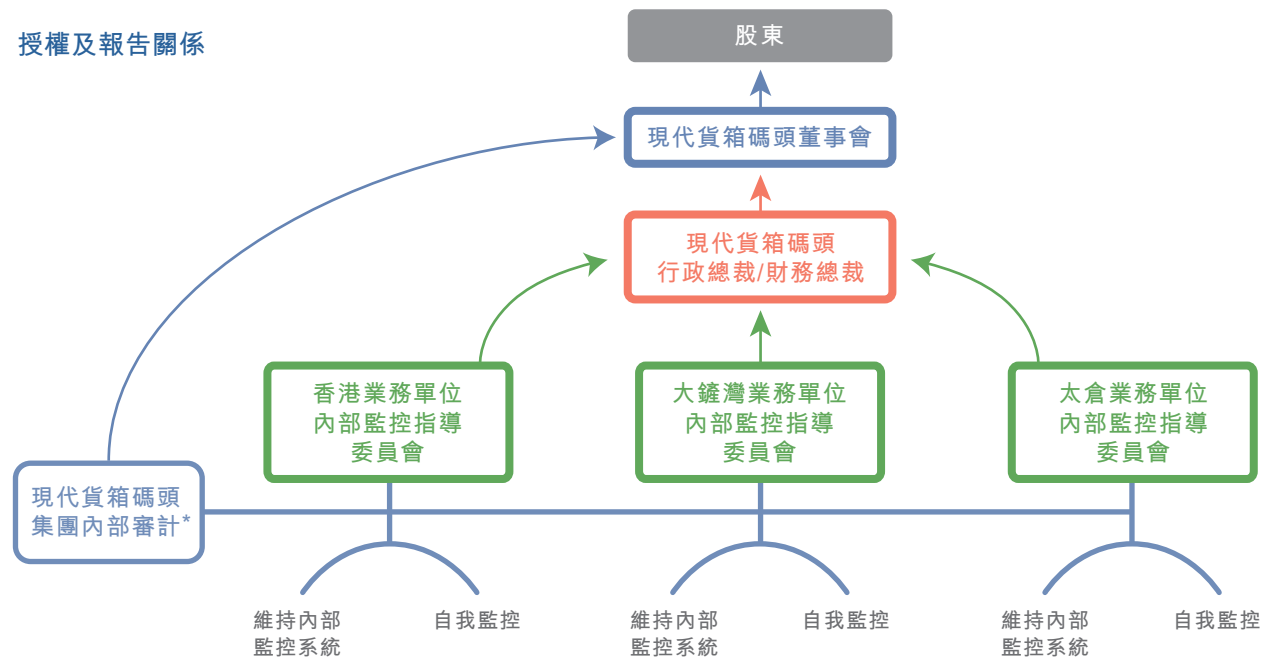 授權及報告關係
股東
現代貨箱碼頭董事會
現代貨箱碼頭
行政總裁/財務總裁
香港業務單位
內部監控指導
委員會
大鏟灣業務單位
內部監控指導
委員會
太倉業務單位
內部監控指導
委員會
現代貨箱碼頭
集團內部審計*
維持內部
監控系統
自我監控
維持內部
監控系統
自我監控
維持內部
監控系統
自我監控